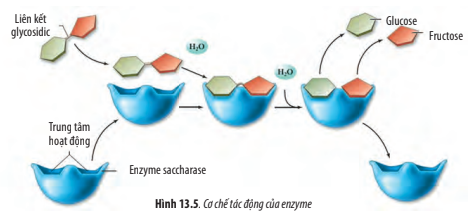 Liên kết
glycosidic
H₂O
H₂O
Glucose
Fructose
Trung tâm
hoạt động
Enzyme saccharase
Hình 13.5. Cơ chế tác động của enzyme